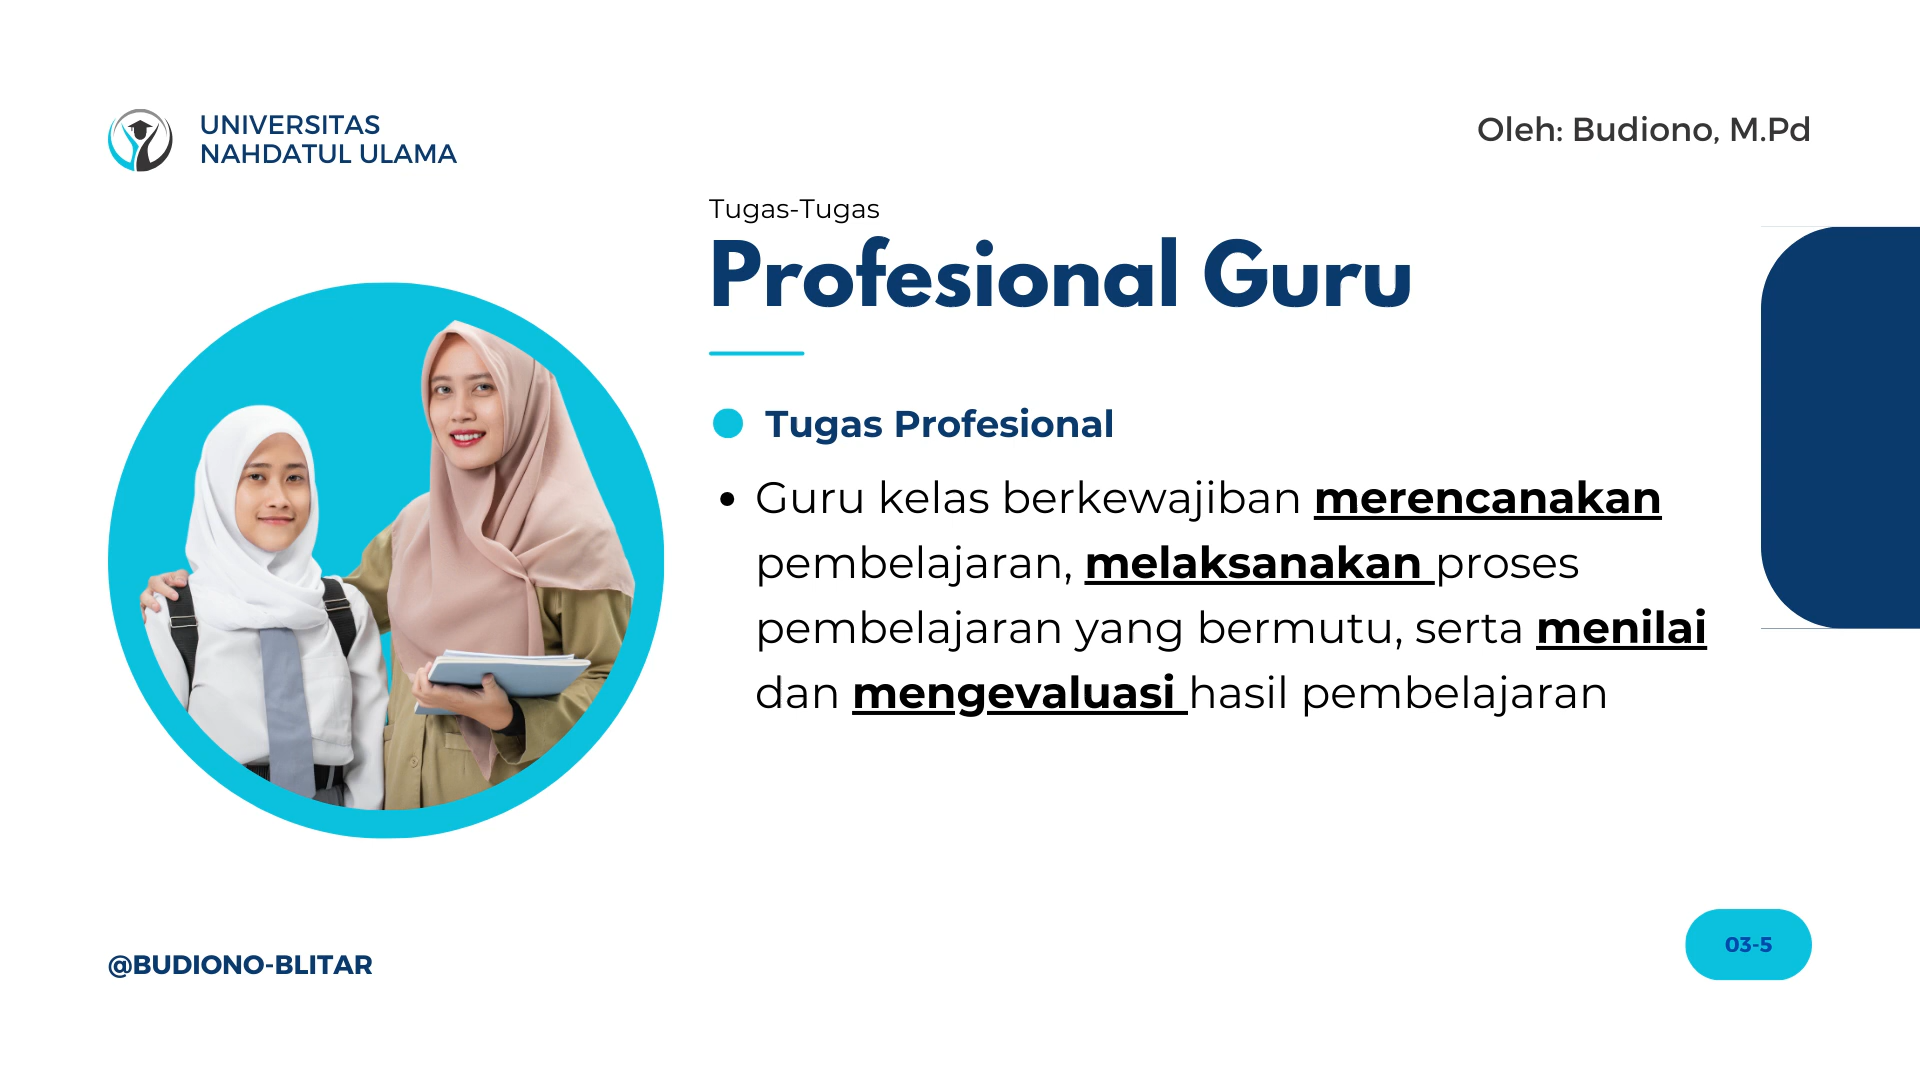 UNIVERSITAS
NAHDATUL ULAMA
Oleh: Budiono, M.Pd
Tugas-Tugas
Profesional Guru
Tugas Profesional
• Guru kelas berkewajiban merencanakan
pembelajaran, melaksanakan proses
pembelajaran yang bermutu, serta menilai
dan mengevaluasi hasil pembelajaran
@BUDIONO-BLITAR
03-5